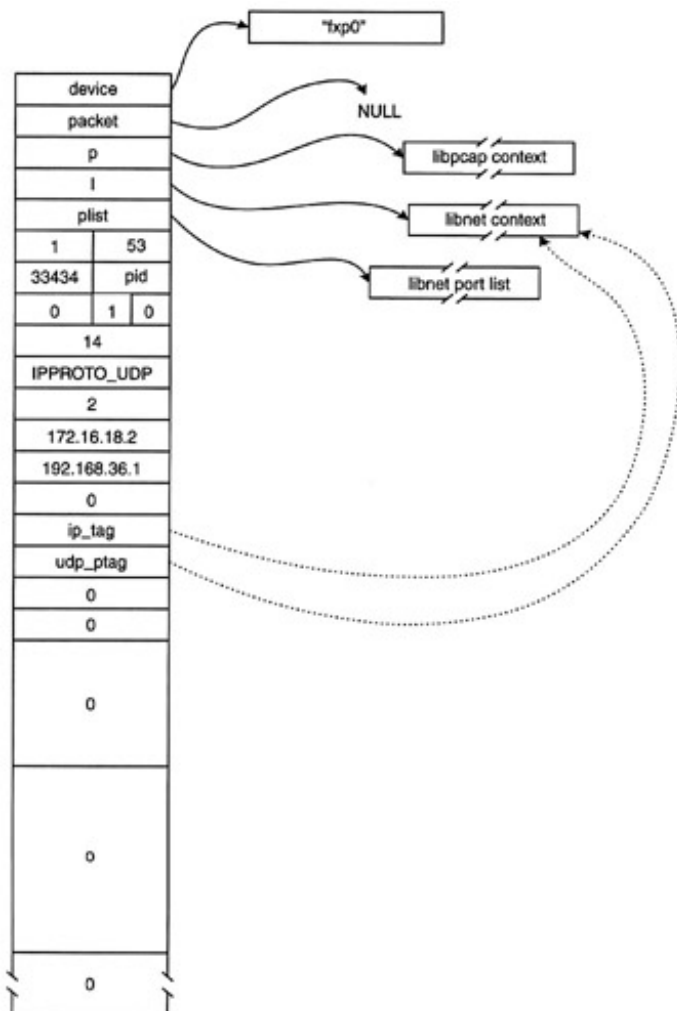 "fxp0"
device
packet
NULL
p
libpcap context
l
libnet context
plist
1 53
33434 pid
libnet port list
0 1 0
14
IPPROTO_UDP
2
172.16.18.2
192.168.36.1
0
ip_tag
udp_ptag
0
0
0
0
0